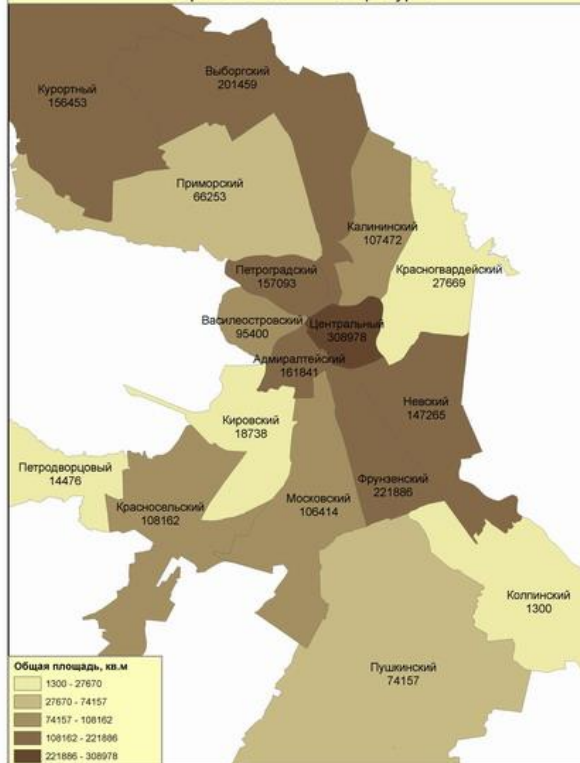 Курортный
156453
Выборгский
201459
Приморский
66253
Калининский
107472
Красногвардейский
27669
Петроградский
157093
Василеостровский
95400
Центральный
308978
Адмиралтейский
161841
Невский
147265
Кировский
18738
Петродворцовый
14476
Красносельский
108162
Московский
106414
Фрунзенский
221886
Колпинский
1300
Пушкинский
74157
Общая площадь, кв.м
1300 - 27670
27670 - 74157
74157 - 108162
108162 - 221886
221886 - 308978